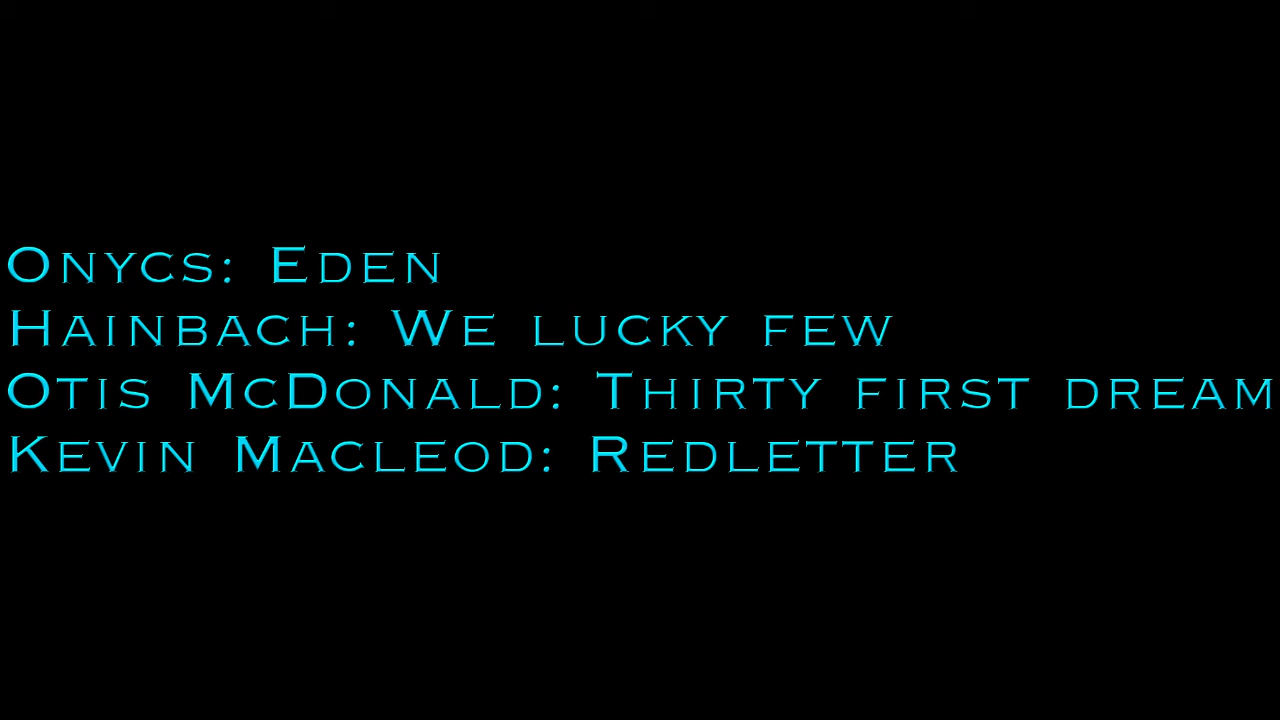 Onycs: Eden
Hainbach: We lucky few
Otis McDonald: Thirty first dream
Kevin Macleod: Redletter